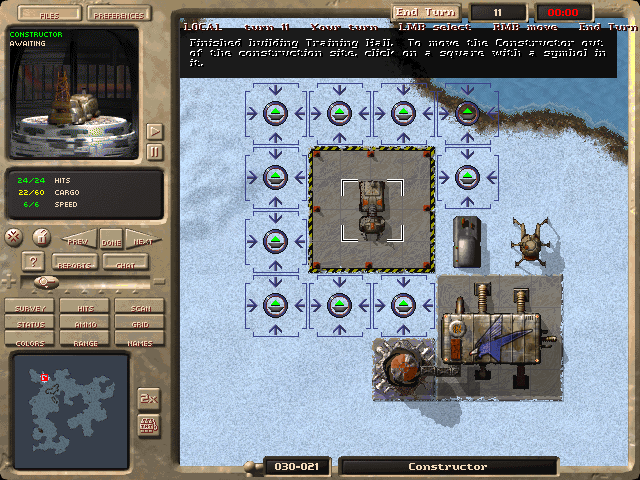 FILES
PREFERENCES
End Turn
11
00:00
LOCAL turn 11 Your turn LMB select RMB move End Turn
CONSTRUCTOR
AWAITING
Finished building Training Hall. To move the Constructor out
of the construction site, click on a square with a symbol in
it.
24/24 HITS
22/60 CARGO
6/6 SPEED
PREV
DONE
NEXT
?
REPORTS
CHAT
SURVEY
HITS
SCAN
STATUS
AMMO
GRID
COLORS
RANGE
NAMES
2X
030-021
Constructor